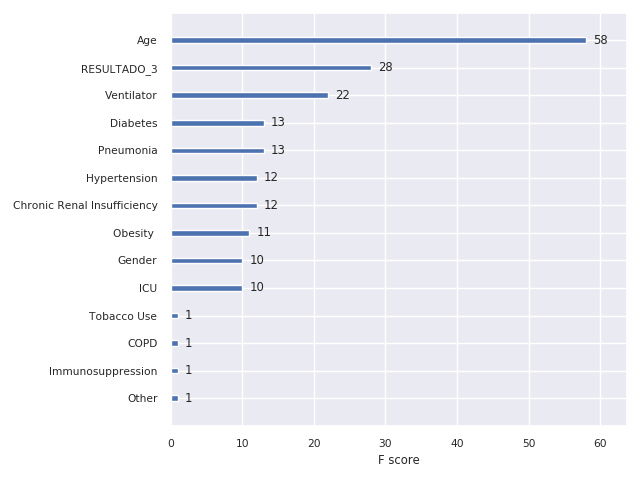 Age 58
RESULTADO_3 28
Ventilator 22
Diabetes 13
Pneumonia 13
Hypertension 12
Chronic Renal Insufficiency 12
Obesity 11
Gender 10
ICU 10
Tobacco Use 1
COPD 1
Immunosuppression 1
Other 1
0 10 20 30 40 50 60
F score